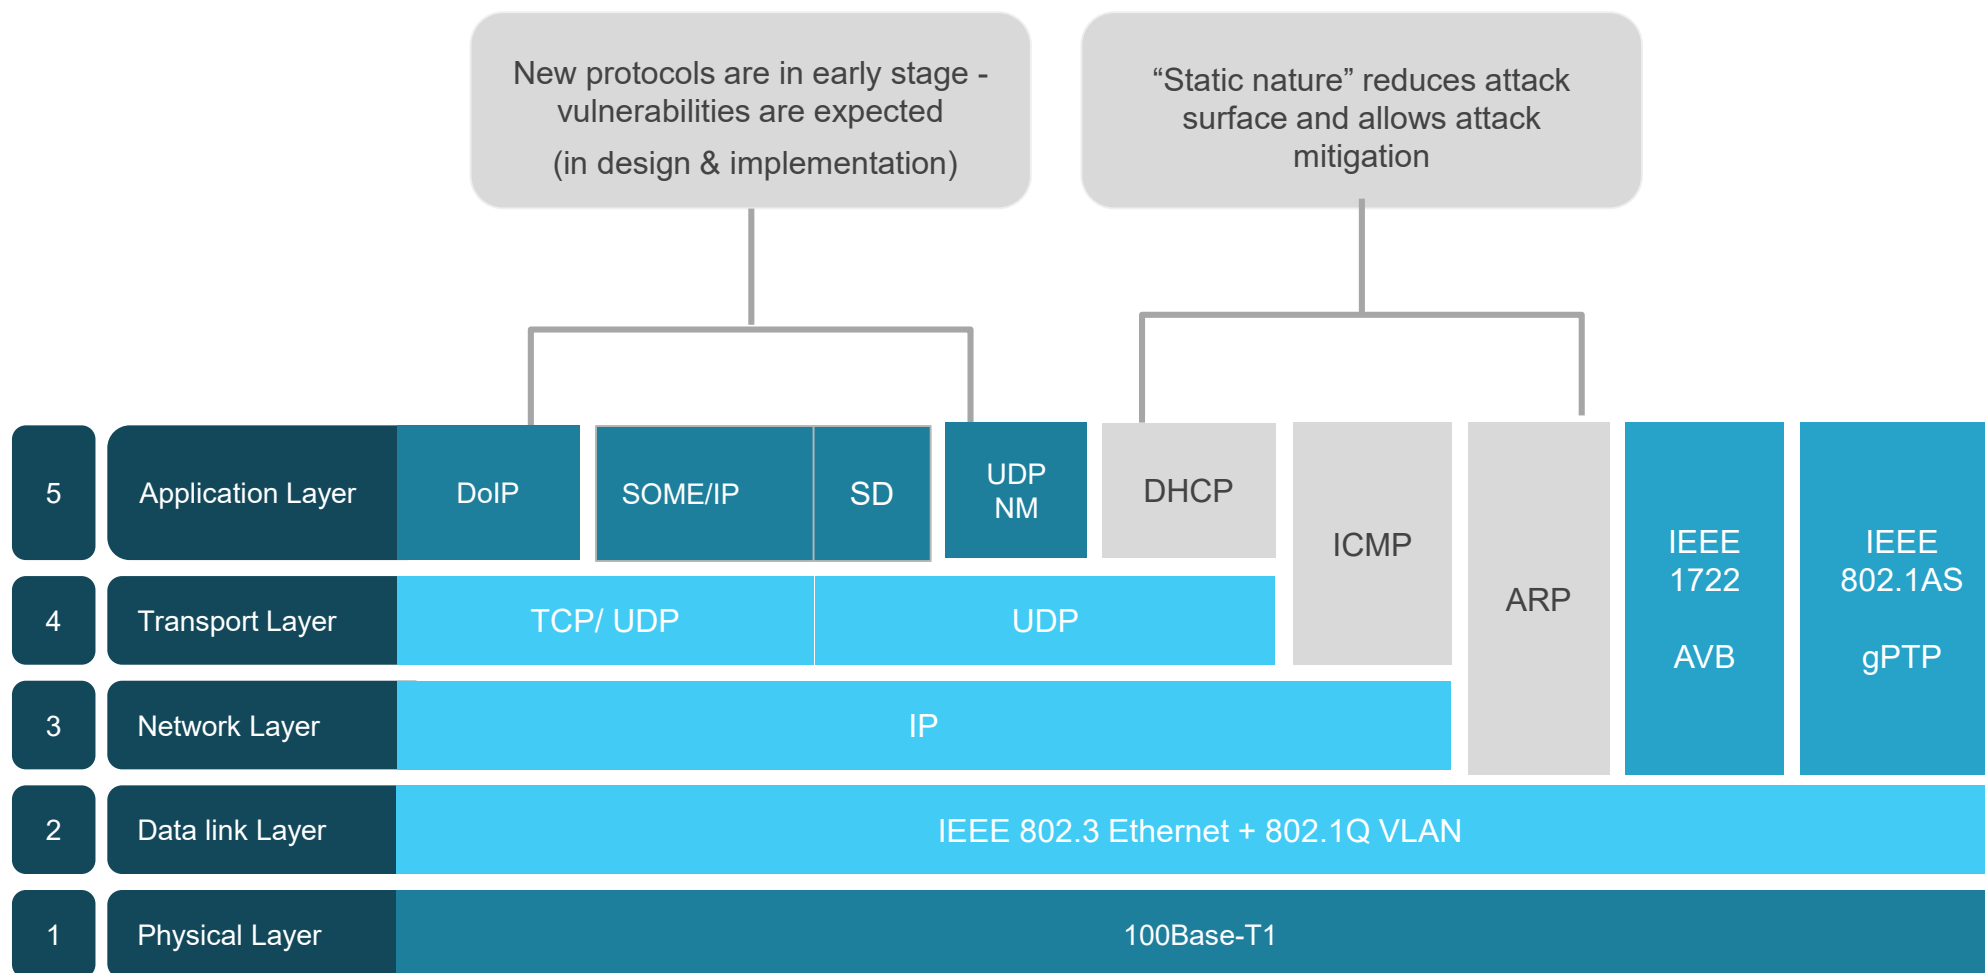 New protocols are in early stage -
vulnerabilities are expected
(in design & implementation)
“Static nature” reduces attack
surface and allows attack
mitigation
5
Application Layer
DoIP
SOME/IP
SD
UDP
NM
DHCP
ICMP
ARP
IEEE
1722
AVB
IEEE
802.1AS
gPTP
4
Transport Layer
TCP/ UDP
UDP
3
Network Layer
IP
2
Data link Layer
IEEE 802.3 Ethernet + 802.1Q VLAN
1
Physical Layer
100Base-T1